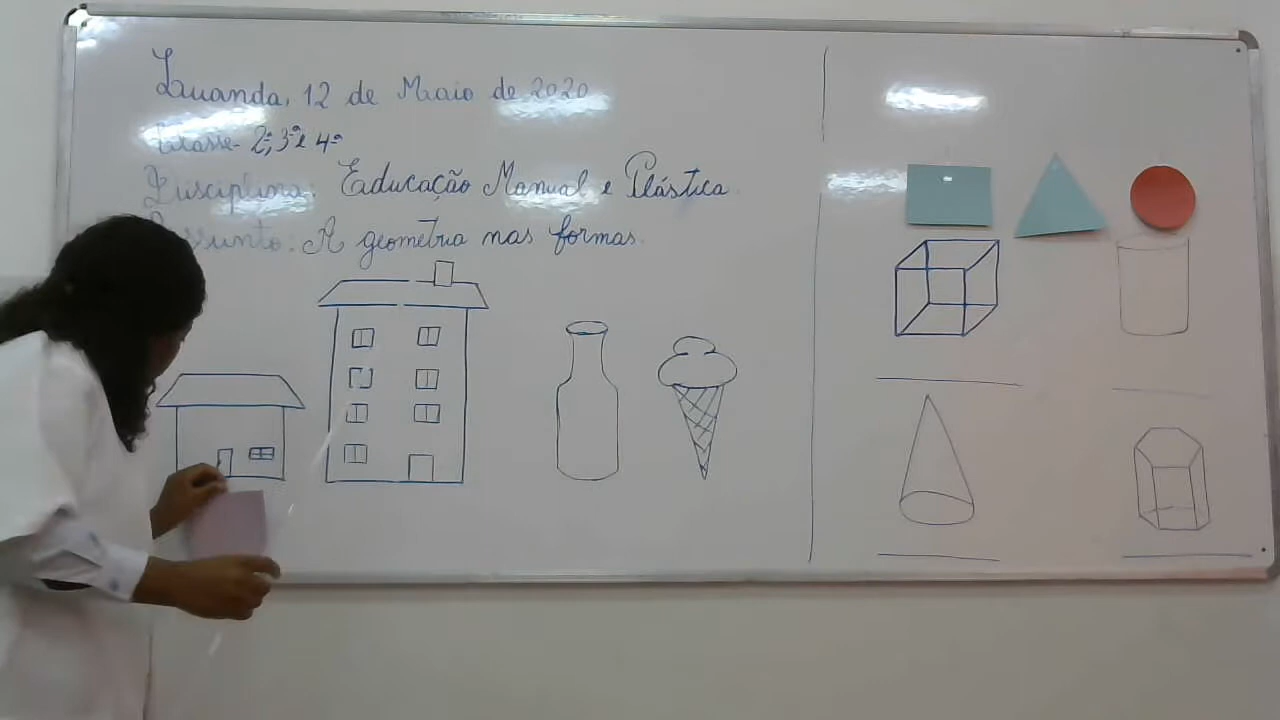 Luanda, 12 de Maio de 2020
Classe- 2ª, 3ª e 4ª
Disciplina: Educação Manual e Plástica
Assunto: A geometria nas formas.